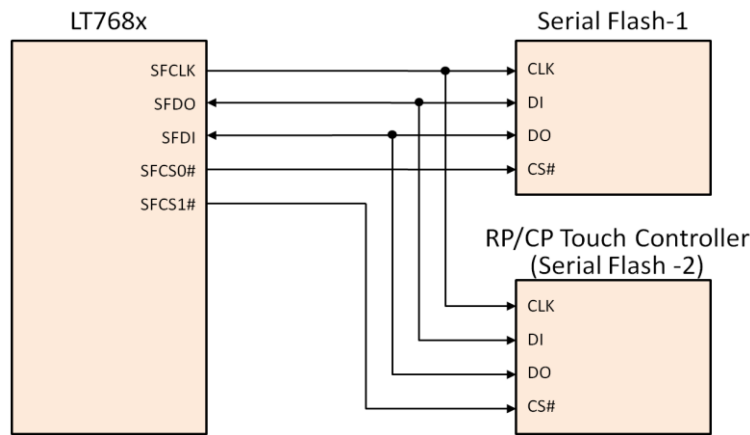 LT768x
SFCLK
SFDO
SFDI
SFCS0#
SFCS1#
Serial Flash-1
CLK
DI
DO
CS#
RP/CP Touch Controller
(Serial Flash -2)
CLK
DI
DO
CS#